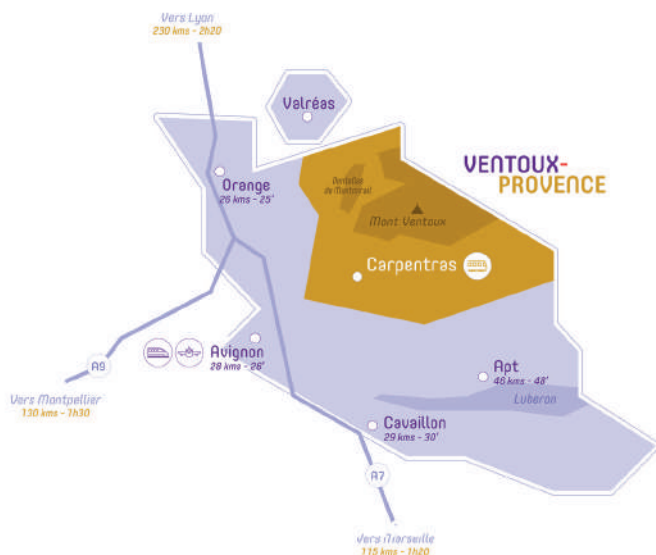 Vers Lyon
230 kms - 2h20
Valréas
VENTOUX-
PROVENCE
Orange
26 kms - 25'
Dentelles
de Montmirail
Mont Ventoux
Carpentras
Avignon
28 kms - 28'
A9
Apt
46 kms - 48'
Vers Montpellier
130 kms - 1h30
Luberon
Cavaillon
29 kms - 30'
A7
Vers Marseille
115 kms - 1h20